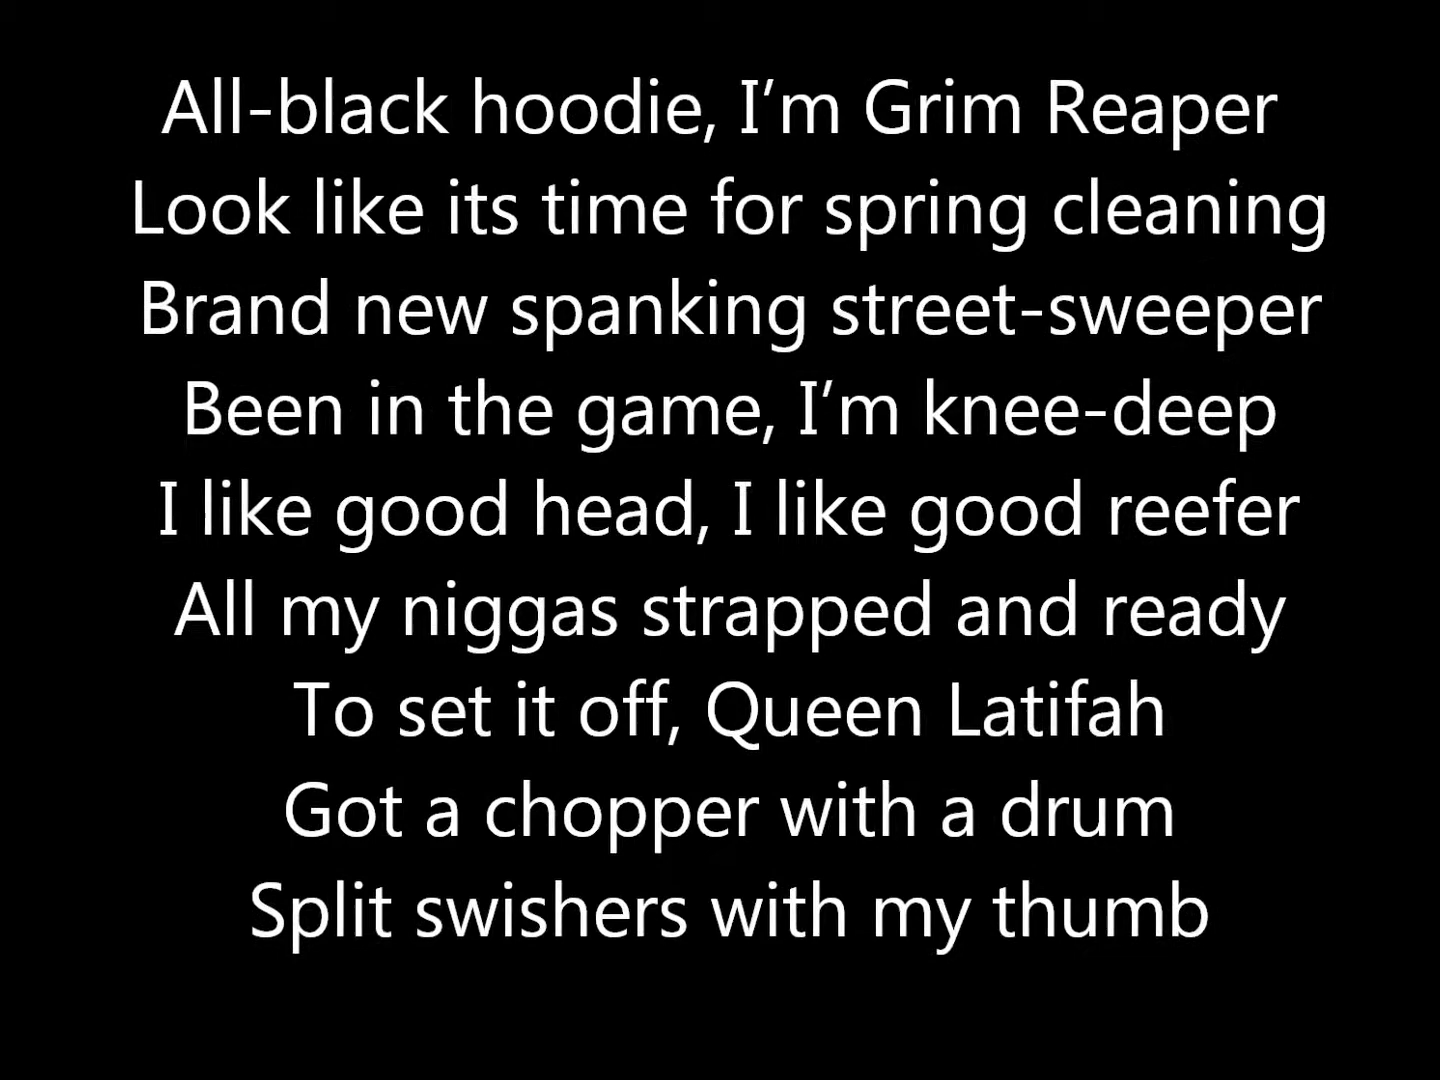 All-black hoodie, I’m Grim Reaper
Look like its time for spring cleaning
Brand new spanking street-sweeper
Been in the game, I’m knee-deep
I like good head, I like good reefer
All my niggas strapped and ready
To set it off, Queen Latifah
Got a chopper with a drum
Split swishers with my thumb